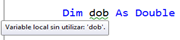 Dim dob As Double
Variable local sin utilizar: 'dob'.